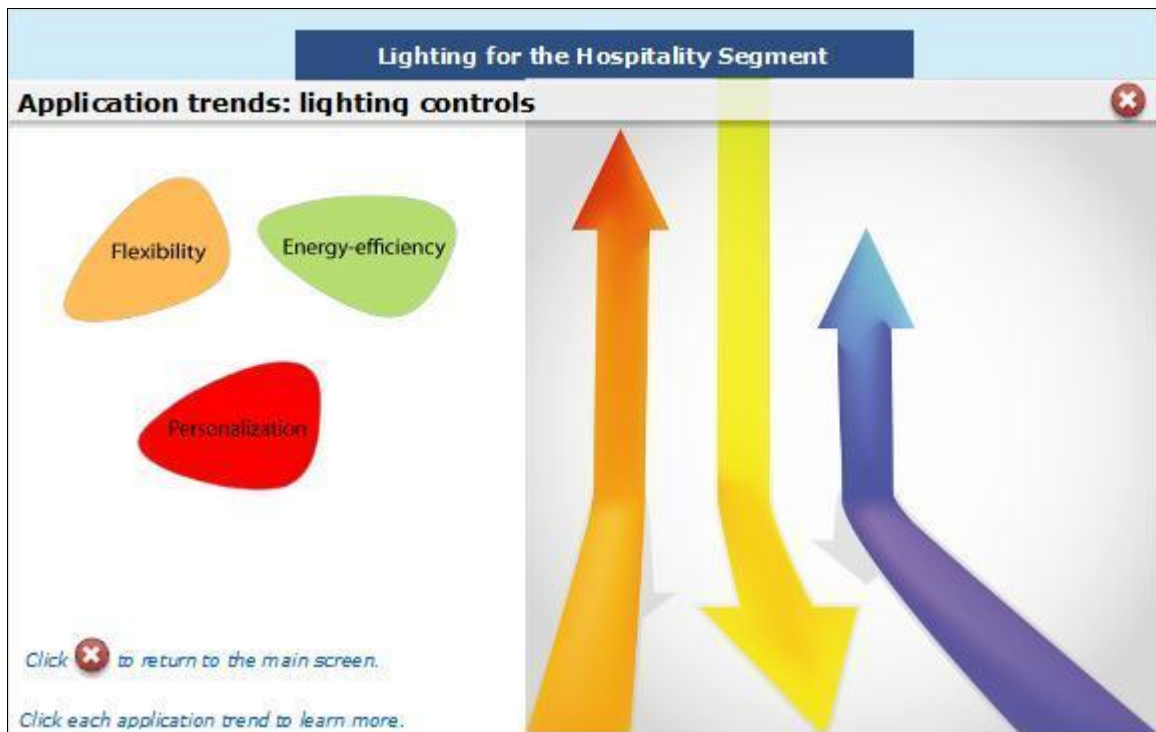 Lighting for the Hospitality Segment
Application trends: lighting controls
Flexibility
Energy-efficiency
Personalization
Click to return to the main screen.
Click each application trend to learn more.